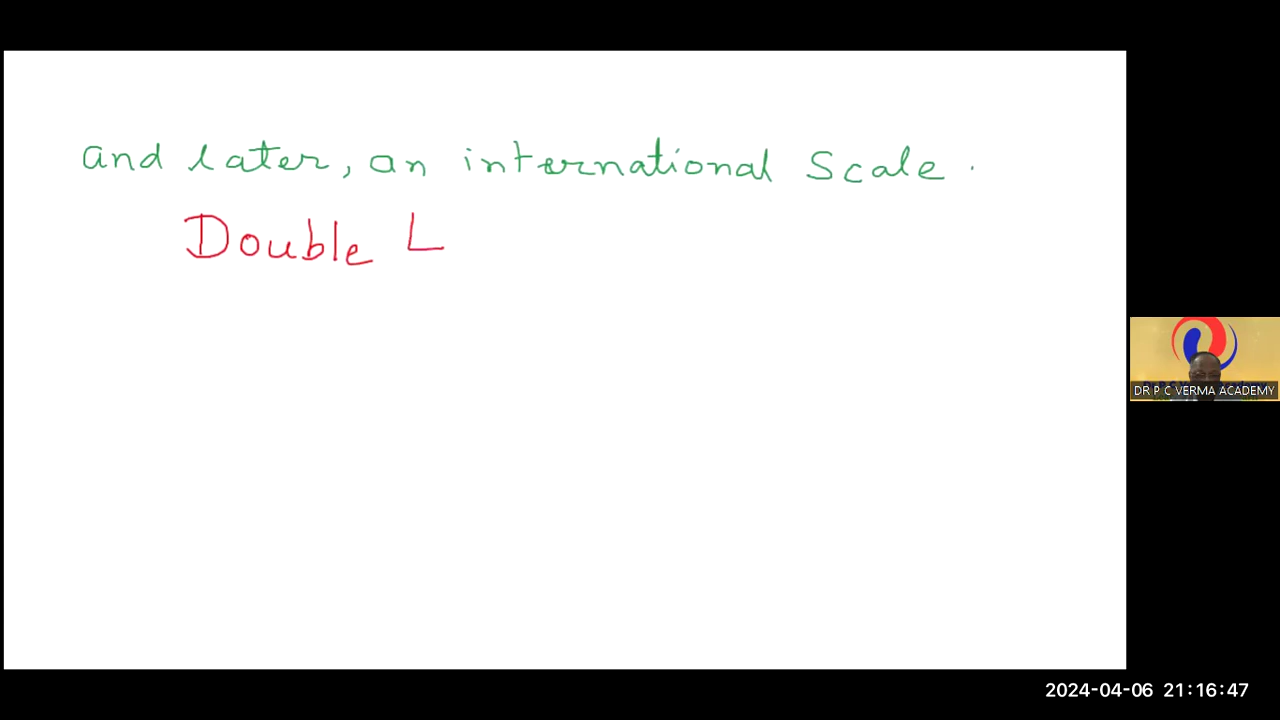 and later, an international Scale.
Double L
DR P C VERMA ACADEMY
2024-04-06 21:16:47